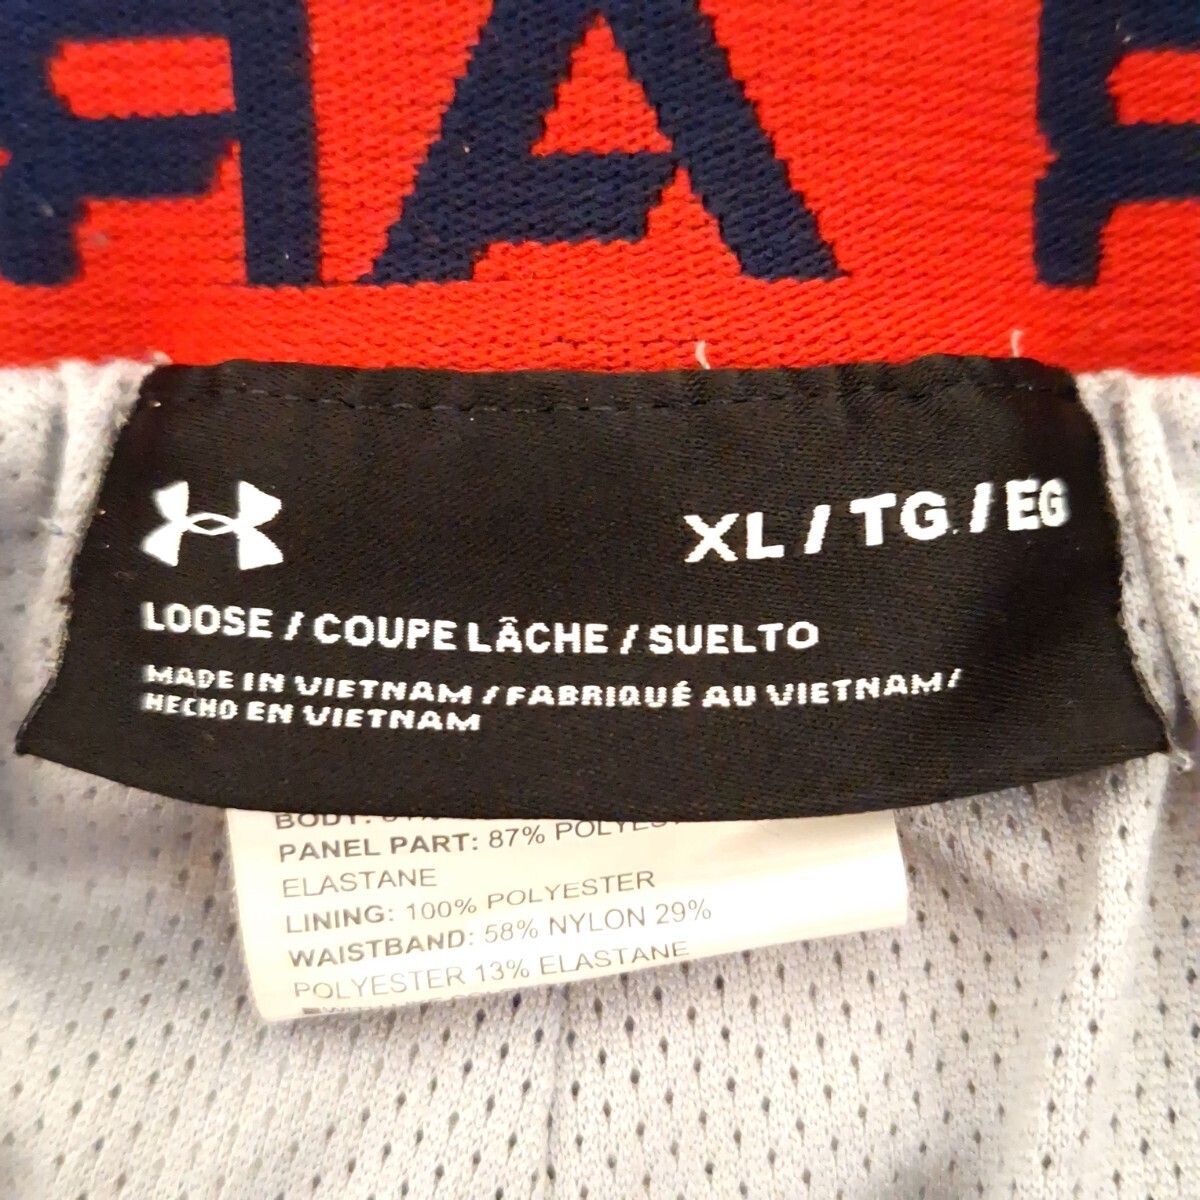 XL / TG / EG
LOOSE / COUPE LÂCHE / SUELTO
MADE IN VIETNAM / FABRIQUÉ AU VIETNAM /
HECHO EN VIETNAM
BODY:
PANEL PART: 87%
ELASTANE
LINING: 100% POLYESTER
WAISTBAND: 58% NYLON 29%
POLYESTER 13% ELASTANE